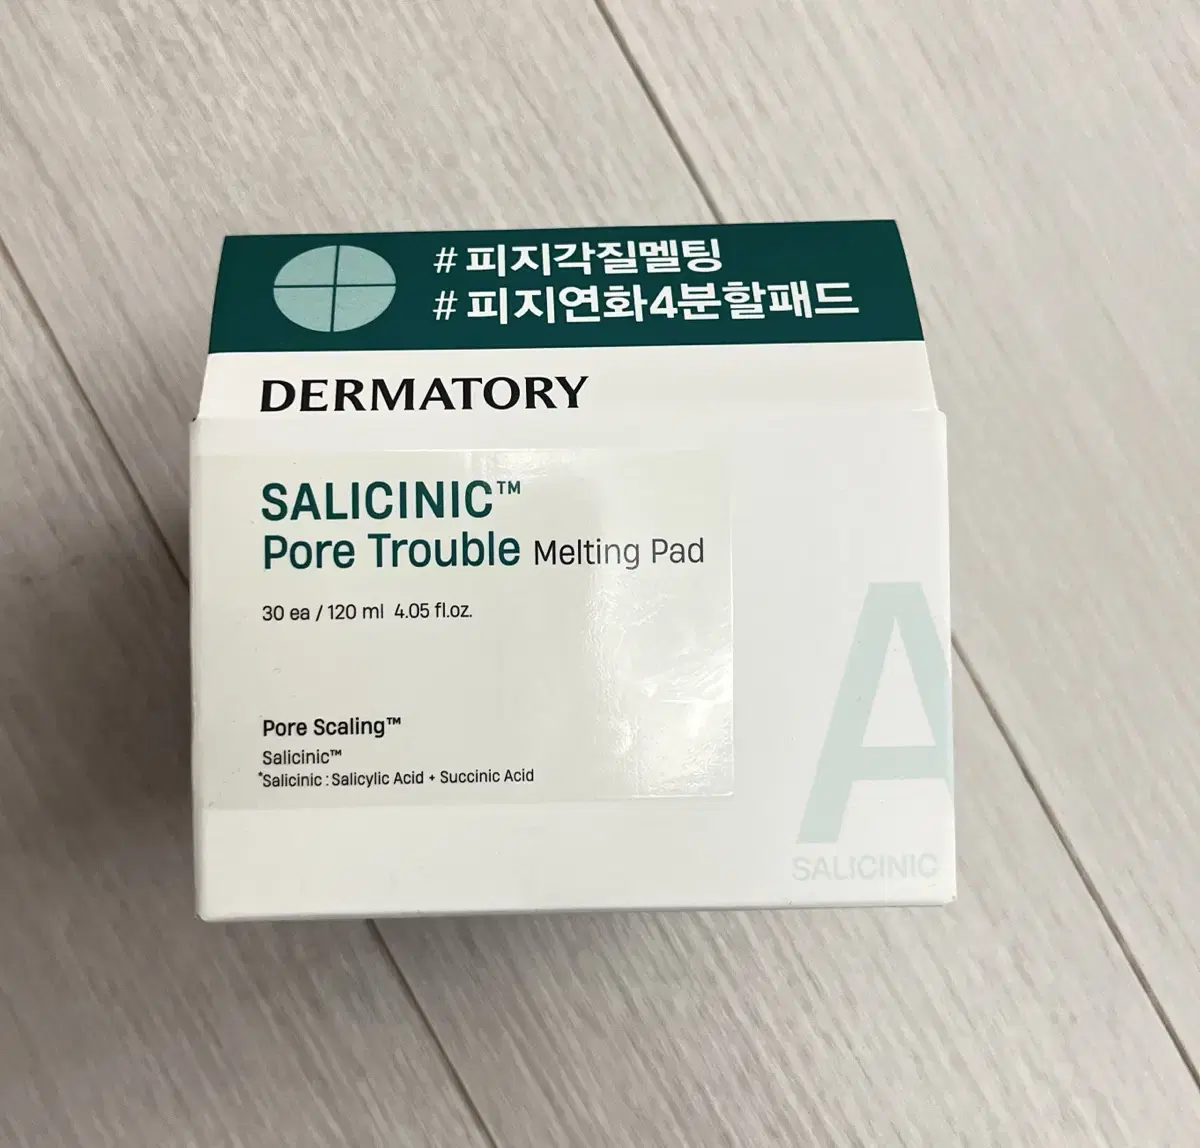 #피지각질멜팅
#피지연화4분할패드
DERMATORY
SALICINIC™
Pore Trouble Melting Pad
30 ea / 120 ml 4.05 fl.oz.
Pore Scaling™
Salicinic™
*Salicinic : Salicylic Acid + Succinic Acid
A
SALICINIC